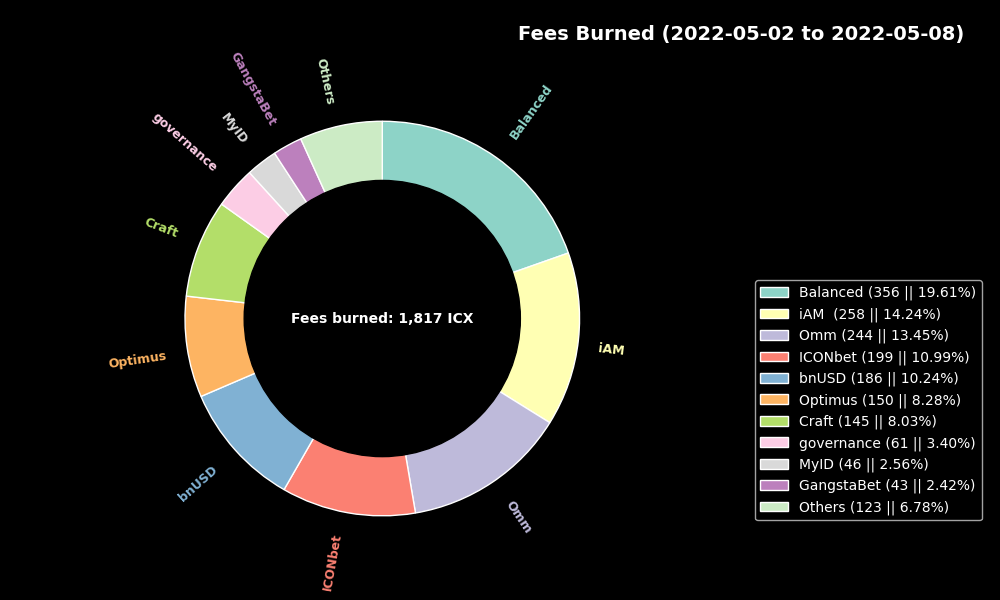 Fees Burned (2022-05-02 to 2022-05-08)
Others
GangstaBet
MyID
governance
Craft
Optimus
bnUSD
ICONbet
Omm
iAM
Balanced
Fees burned: 1,817 ICX
Balanced (356 || 19.61%)
iAM  (258 || 14.24%)
Omm (244 || 13.45%)
ICONbet (199 || 10.99%)
bnUSD (186 || 10.24%)
Optimus (150 || 8.28%)
Craft (145 || 8.03%)
governance (61 || 3.40%)
MyID (46 || 2.56%)
GangstaBet (43 || 2.42%)
Others (123 || 6.78%)